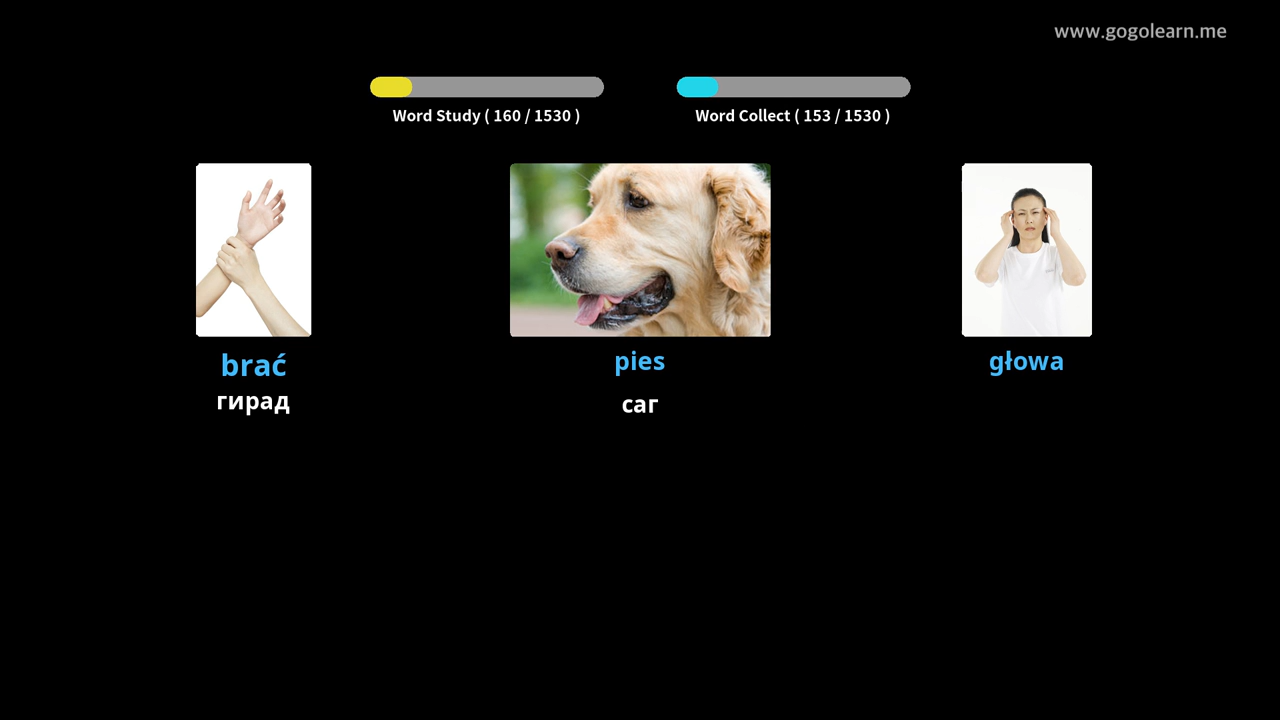 www.gogolearn.me
Word Study ( 160 / 1530 )
Word Collect ( 153 / 1530 )
brać
гирад
pies
саг
głowa